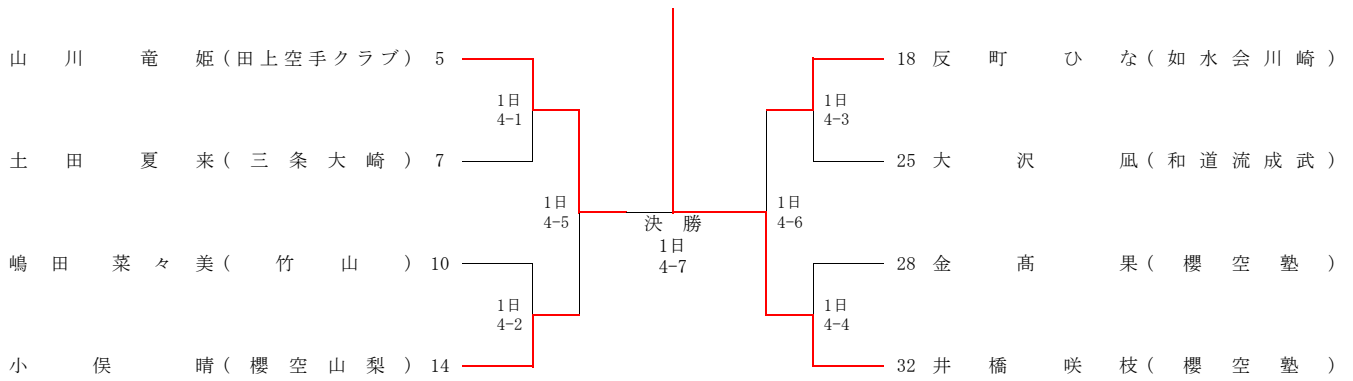 山川 竜姫(田上空手クラブ) 5
18 反町 ひな(如水会川崎)
1日
4-1
1日
4-3
土田 夏来(三条大崎) 7
25 大沢 凪(和道流成武)
1日
4-5
1日
4-6
決勝
1日
4-7
嶋田 菜々美(竹山) 10
28 金髙 果(櫻空塾)
1日
4-2
1日
4-4
小俣 晴(櫻空山梨) 14
32 井橋 咲枝(櫻空塾)